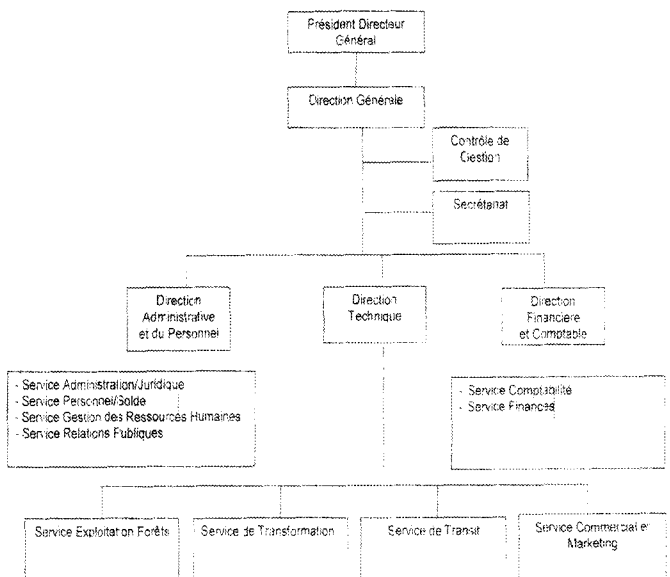 Président Directeur
Général
Direction Générale
Contrôle de
Gestion
Secrétariat
Direction
Administrative
et du Personnel
Direction
Technique
Direction
Financière
et Comptable
- Service Administration/Juridique
- Service Personnel/Solde
- Service Gestion des Ressources Humaines
- Service Relations Publiques
- Service Comptabilité
- Service Finances
Service Exploitation Forêts
Service de Transformation
Service de Transit
Service Commercial et
Marketing